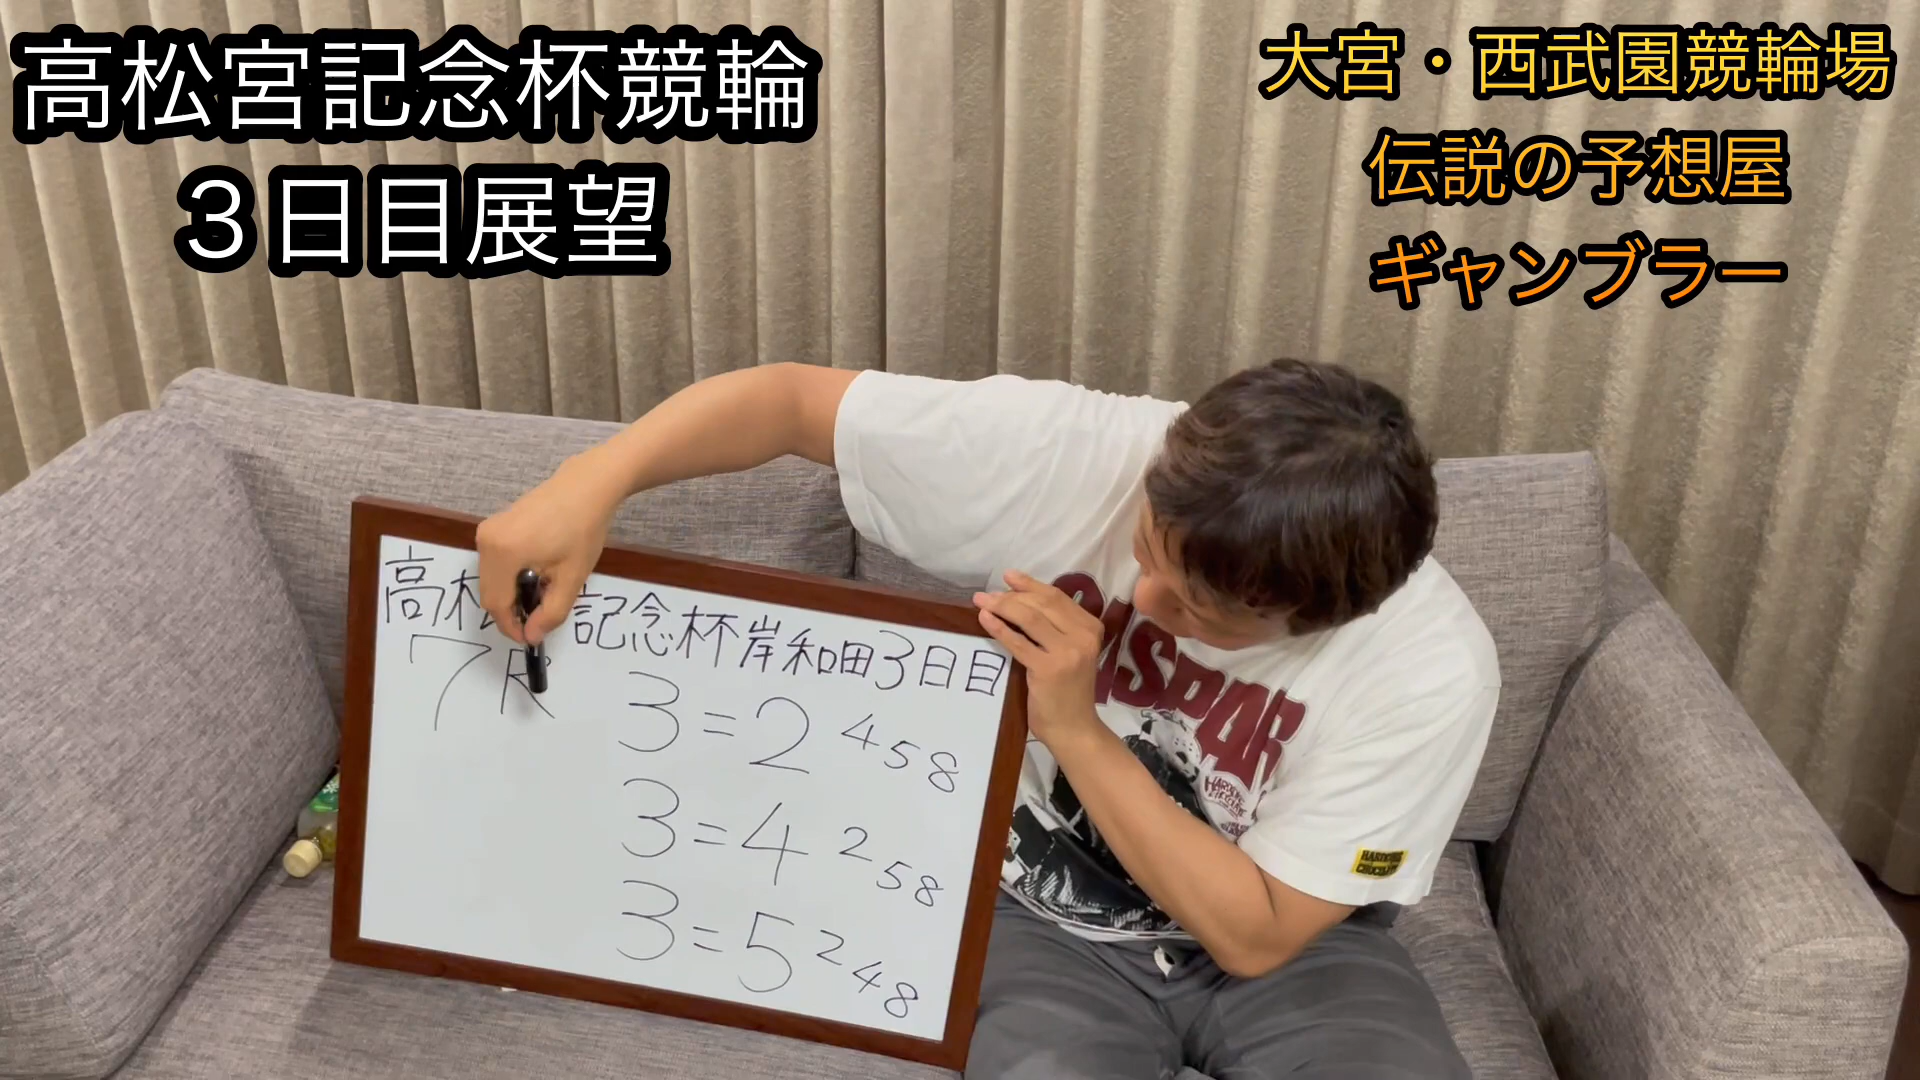 高松宮記念杯競輪
３日目展望
大宮・西武園競輪場
伝説の予想屋
ギャンブラー
高松 記念杯岸和田3日目
7R
3=2 458
3=4 258
3=5 248